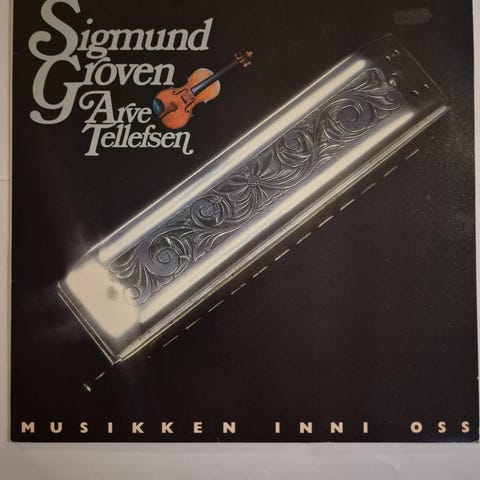 Sigmund
Groven
Arve
Tellefsen
MUSIKKEN INNI OSS